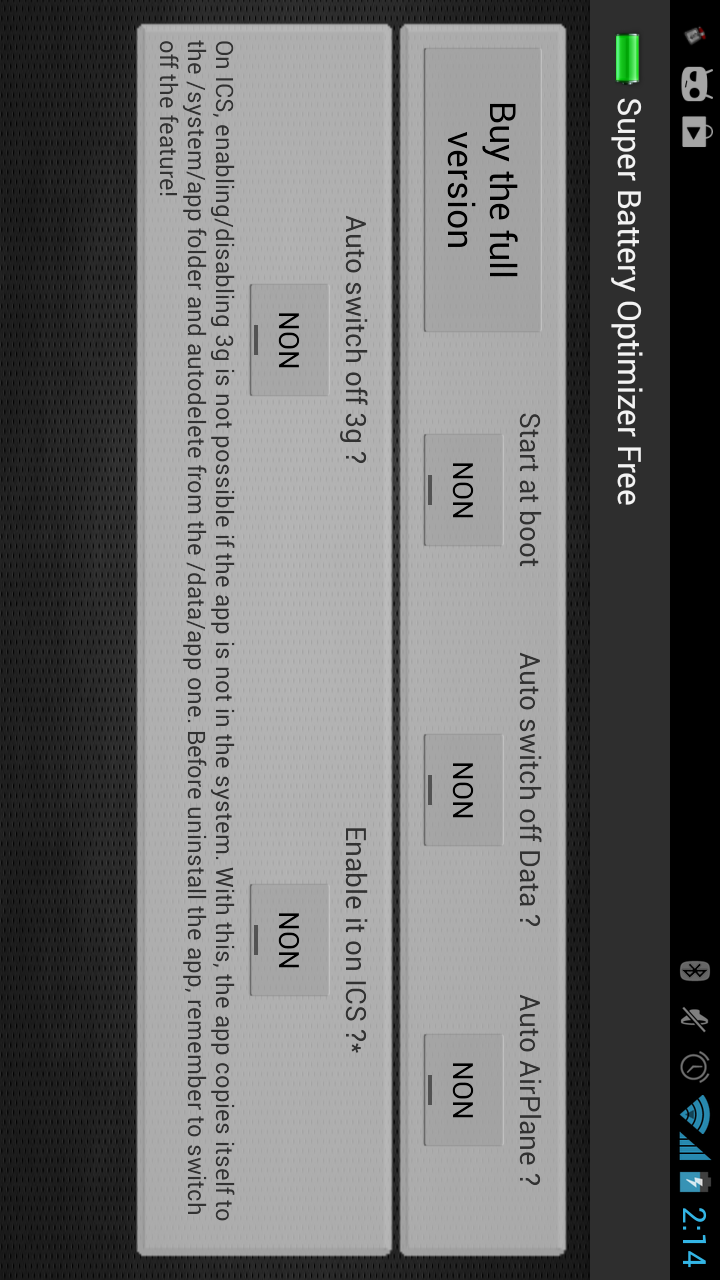 2:14
Super Battery Optimizer Free
Buy the full
version
Start at boot
NON
Auto switch off Data ?
NON
Auto AirPlane ?
NON
Auto switch off 3g ?
NON
Enable it on ICS ?*
NON
On ICS, enabling/disabling 3g is not possible if the app is not in the system. With this, the app copies itself to
the /system/app folder and autodelete from the /data/app one. Before uninstall the app, remember to switch
off the feature!